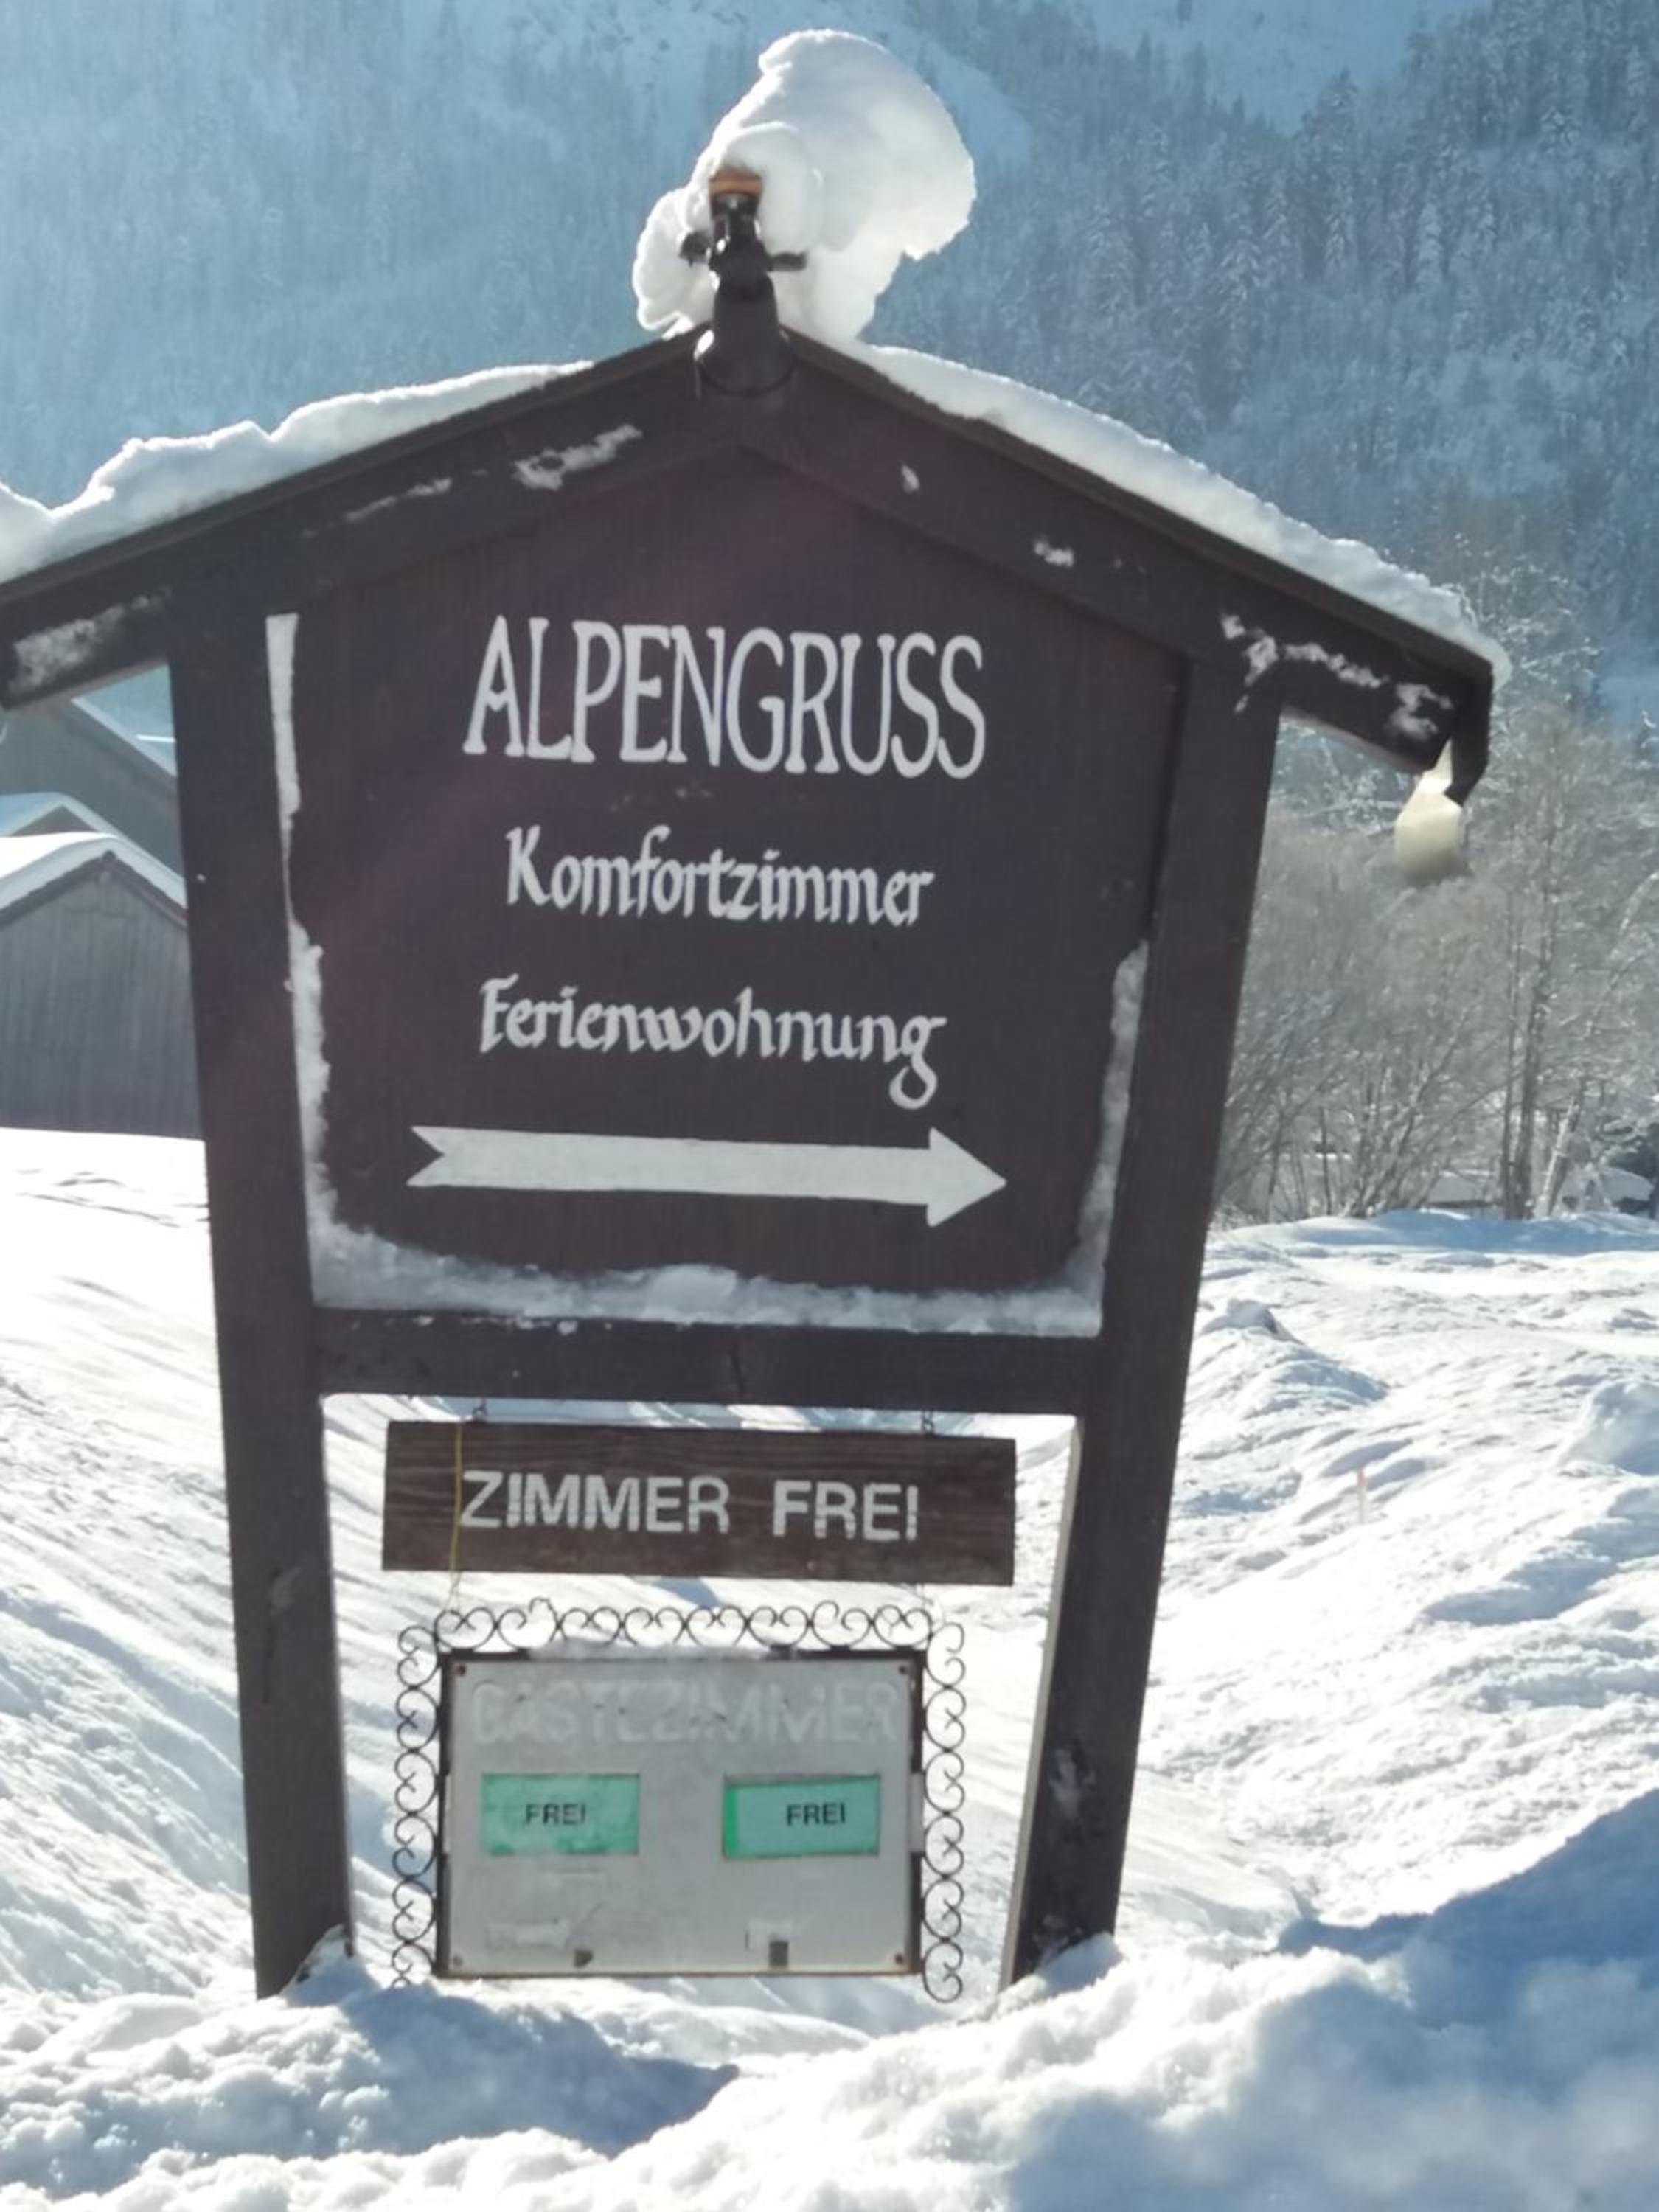 ALPENGRUSS
Komfortzimmer
Ferienwohnung
ZIMMER FREI
GÄSTEZIMMER
FREI FREI